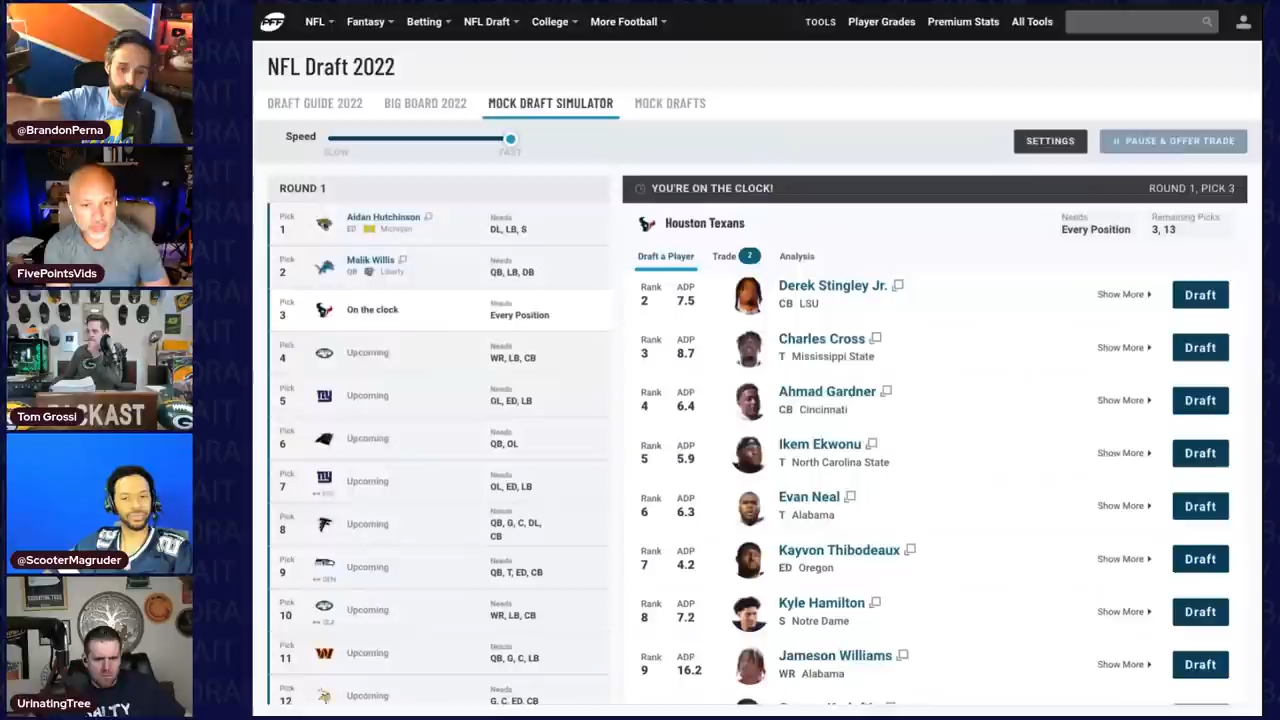 PFF
NFL
Fantasy
Betting
NFL Draft
College
More Football
TOOLS
Player Grades
Premium Stats
All Tools
NFL Draft 2022
DRAFT GUIDE 2022
BIG BOARD 2022
MOCK DRAFT SIMULATOR
MOCK DRAFTS
Speed
SLOW
FAST
SETTINGS
PAUSE & OFFER TRADE
ROUND 1
Pick
1
Aidan Hutchinson
ED Michigan
Needs
DL, LB, S
Pick
2
Malik Willis
QB Liberty
Needs
QB, LB, DB
Pick
3
On the clock
Needs
Every Position
Pick
4
Upcoming
Needs
WR, LB, CB
Pick
5
Upcoming
Needs
OL, ED, LB
Pick
6
Upcoming
Needs
QB, OL
Pick
7
Upcoming
Needs
OL, ED, LB
Pick
8
Upcoming
Needs
QB, G, C, DL,
CB
Pick
9
DEN
Upcoming
Needs
QB, T, ED, CB
Pick
10
Upcoming
Needs
WR, LB, CB
Pick
11
Upcoming
Needs
QB, G, C, LB
Pick
12
Upcoming
Needs
G, C, ED, CB
YOU'RE ON THE CLOCK!
ROUND 1, PICK 3
Houston Texans
Needs
Every Position
Remaining Picks
3, 13
Draft a Player
Trade 2
Analysis
Rank
2
ADP
7.5
Derek Stingley Jr.
CB LSU
Show More
Draft
Rank
3
ADP
8.7
Charles Cross
T Mississippi State
Show More
Draft
Rank
4
ADP
6.4
Ahmad Gardner
CB Cincinnati
Show More
Draft
Rank
5
ADP
5.9
Ikem Ekwonu
T North Carolina State
Show More
Draft
Rank
6
ADP
6.3
Evan Neal
T Alabama
Show More
Draft
Rank
7
ADP
4.2
Kayvon Thibodeaux
ED Oregon
Show More
Draft
Rank
8
ADP
7.2
Kyle Hamilton
S Notre Dame
Show More
Draft
Rank
9
ADP
16.2
Jameson Williams
WR Alabama
Show More
Draft
@BrandonPerna
FivePointsVids
Tom Grossi
PACKAST
@ScooterMagruder
UrinatingTree
SALTY